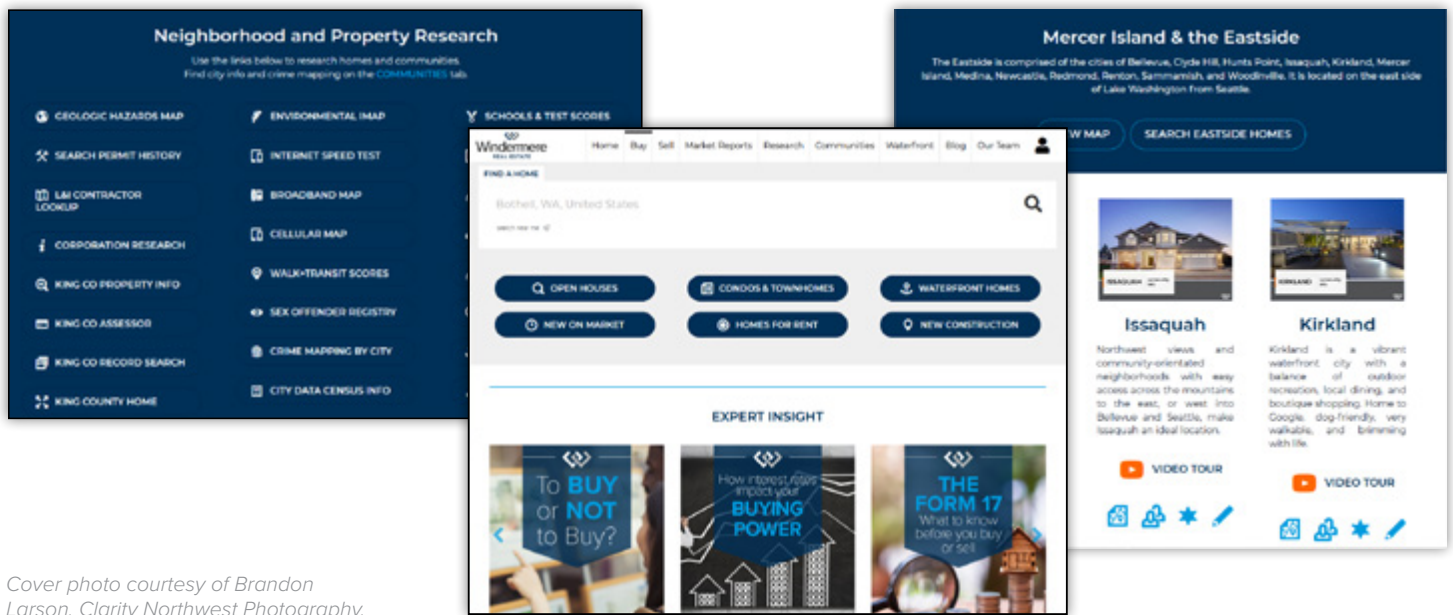 Neighborhood and Property Research
Use the links below to research homes and communities.
Find city info and crime mapping on the COMMUNITIES tab.
GEOLOGIC HAZARDS MAP
SEARCH PERMIT HISTORY
L&I CONTRACTOR
LOOKUP
CORPORATION RESEARCH
KING CO PROPERTY INFO
KING CO ASSESSOR
KING CO RECORD SEARCH
KING COUNTY HOME
ENVIRONMENTAL IMAP
INTERNET SPEED TEST
BROADBAND MAP
CELLULAR MAP
WALK+TRANSIT SCORES
SEX OFFENDER REGISTRY
CRIME MAPPING BY CITY
CITY DATA CENSUS INFO
SCHOOLS & TEST SCORES
Windermere
REAL ESTATE
Home Buy Sell Market Reports Research Communities Waterfront Blog Our Team
FIND A HOME
Bothell, WA, United States
search near me
OPEN HOUSES
CONDOS & TOWNHOMES
WATERFRONT HOMES
NEW ON MARKET
HOMES FOR RENT
NEW CONSTRUCTION
EXPERT INSIGHT
To BUY
or NOT
to Buy?
How interest rates
impact your
BUYING
POWER
THE
FORM 17
What to know
before you buy
or sell
Mercer Island & the Eastside
The Eastside is comprised of the cities of Bellevue, Clyde Hill, Hunts Point, Issaquah, Kirkland, Mercer
Island, Medina, Newcastle, Redmond, Renton, Sammamish, and Woodinville. It is located on the east side
of Lake Washington from Seattle.
W MAP
SEARCH EASTSIDE HOMES
ISSAQUAH
KIRKLAND
Issaquah
Northwest views and
community-orientated
neighborhoods with easy
access across the mountains
to the east, or west into
Bellevue and Seattle, make
Issaquah an ideal location.
VIDEO TOUR
Kirkland
Kirkland is a vibrant
waterfront city with a
balance of outdoor
recreation, local dining, and
boutique shopping. Home to
Google, dog-friendly, very
walkable, and brimming
with life.
VIDEO TOUR
Cover photo courtesy of Brandon
Larson, Clarity Northwest Photography.